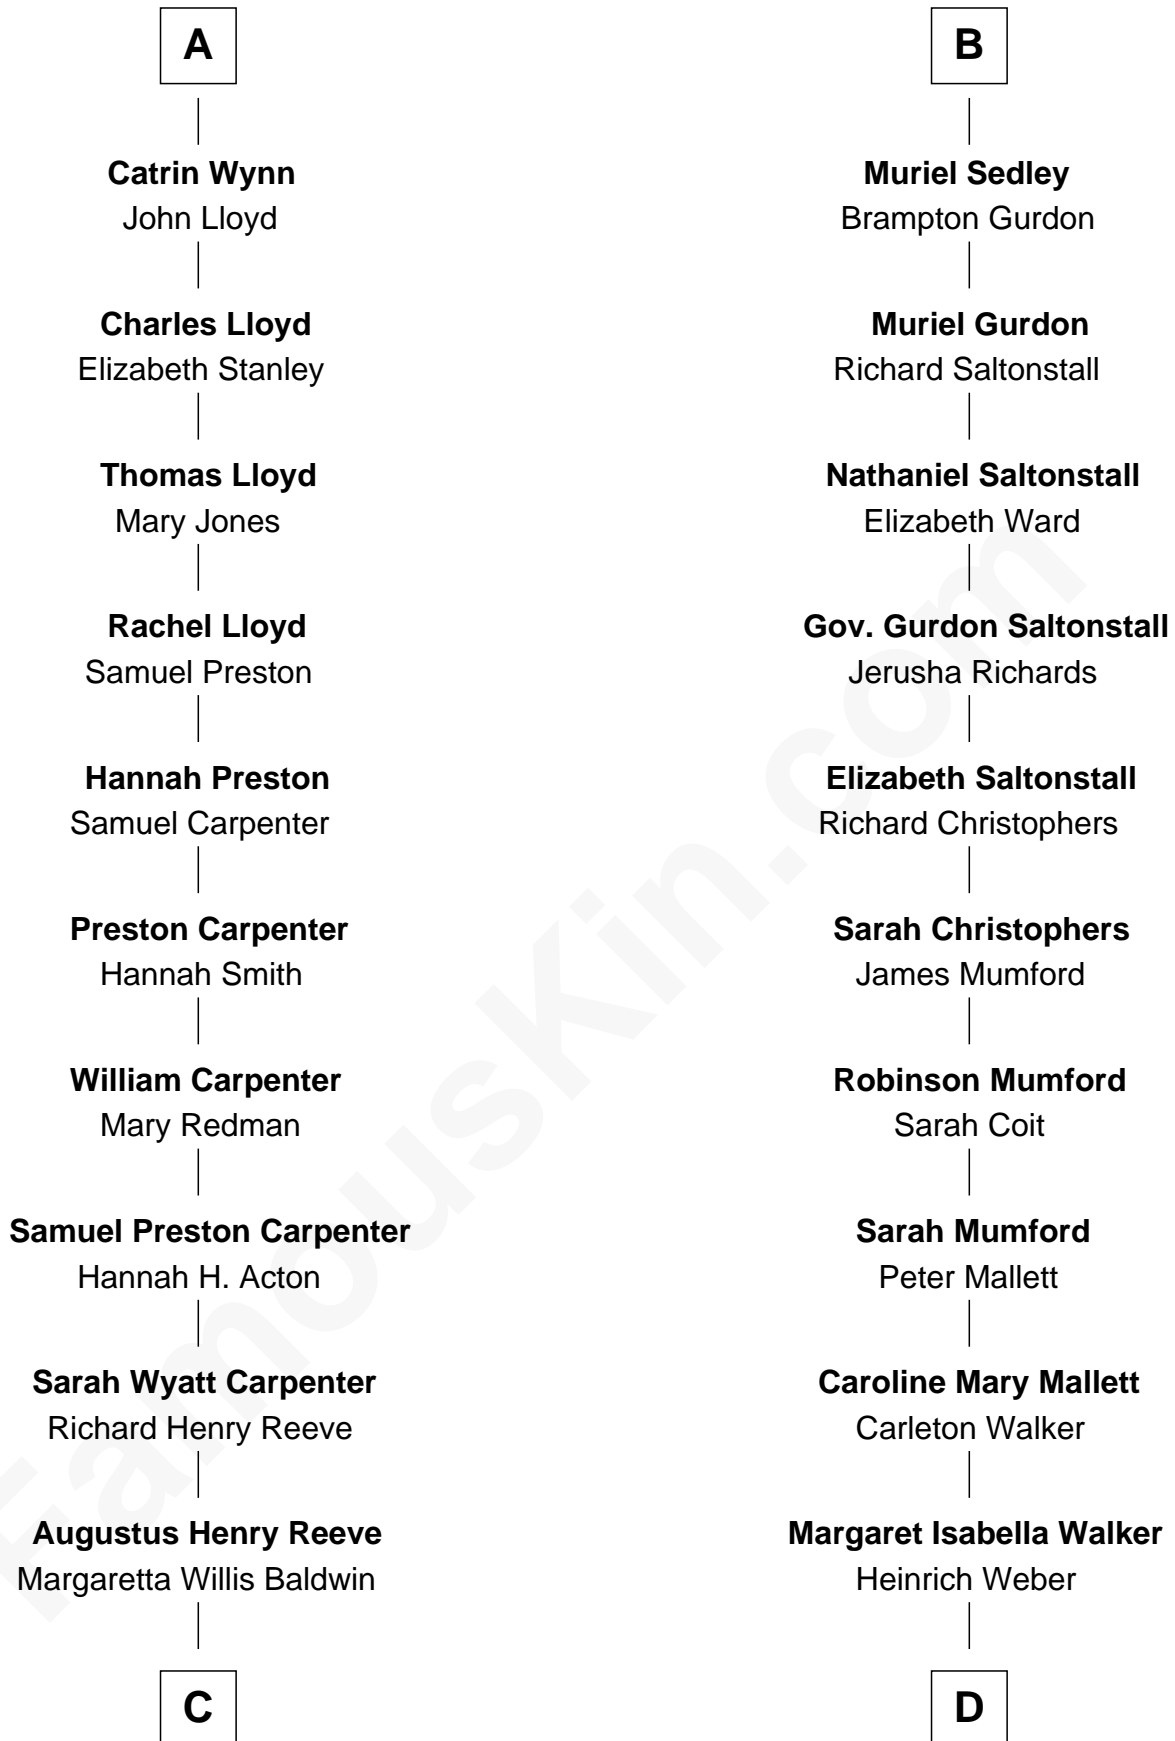 A
Catrin Wynn
John Lloyd
Charles Lloyd
Elizabeth Stanley
Thomas Lloyd
Mary Jones
Rachel Lloyd
Samuel Preston
Hannah Preston
Samuel Carpenter
Preston Carpenter
Hannah Smith
William Carpenter
Mary Redman
Samuel Preston Carpenter
Hannah H. Acton
Sarah Wyatt Carpenter
Richard Henry Reeve
Augustus Henry Reeve
Margaretta Willis Baldwin
C
B
Muriel Sedley
Brampton Gurdon
Muriel Gurdon
Richard Saltonstall
Nathaniel Saltonstall
Elizabeth Ward
Gov. Gurdon Saltonstall
Jerusha Richards
Elizabeth Saltonstall
Richard Christophers
Sarah Christophers
James Mumford
Robinson Mumford
Sarah Coit
Sarah Mumford
Peter Mallett
Caroline Mary Mallett
Carleton Walker
Margaret Isabella Walker
Heinrich Weber
D
FamousKin.com